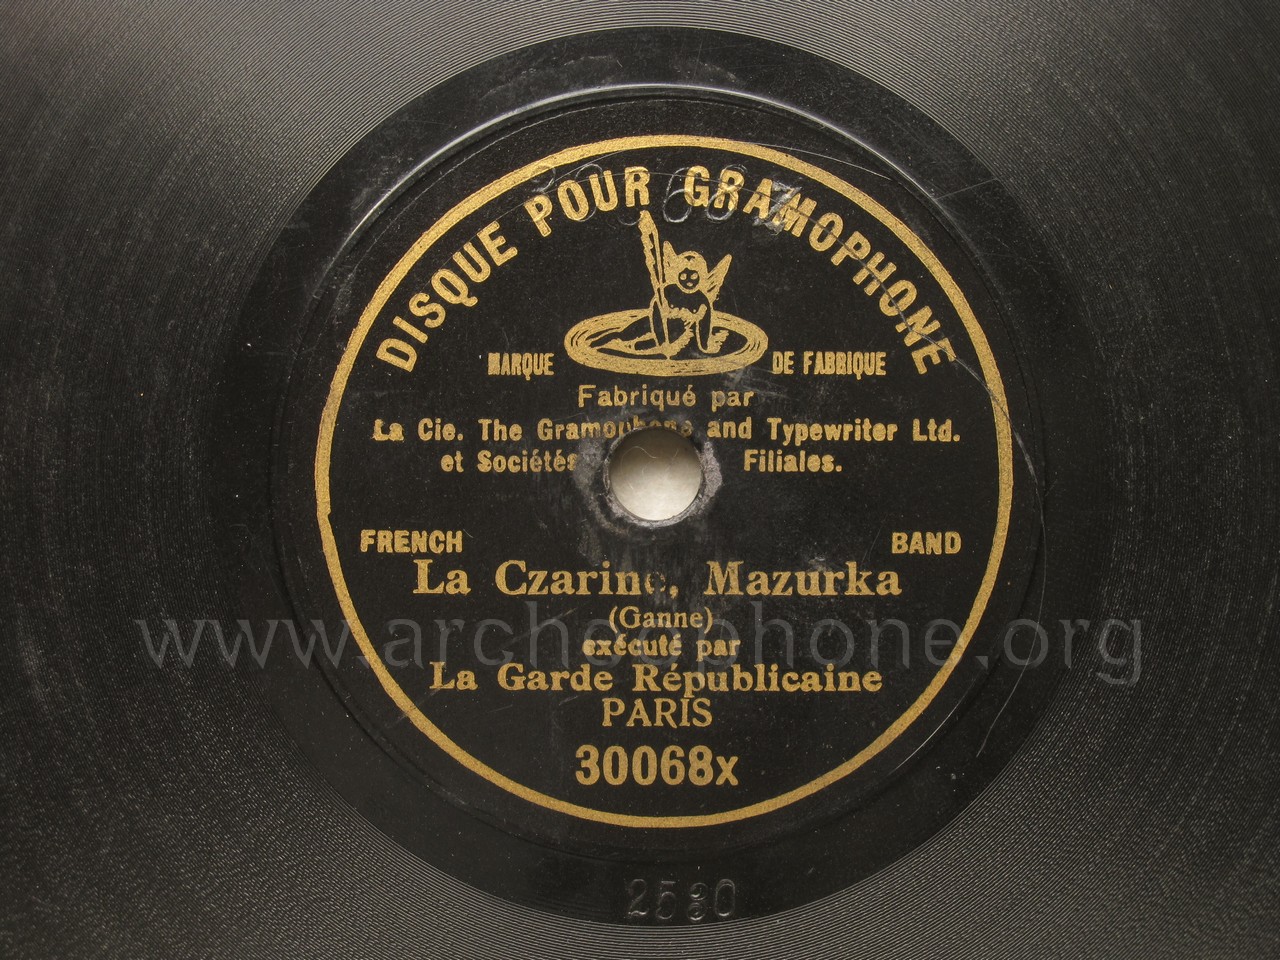 DISQUE POUR GRAMOPHONE
MARQUE DE FABRIQUE
Fabriqué par
La Cie. The Gramophone and Typewriter Ltd.
et Sociétés Filiales.
FRENCH BAND
La Czarine, Mazurka
(Ganne)
www.archeophone.org
exécuté par
La Garde Républicaine
PARIS
30068x